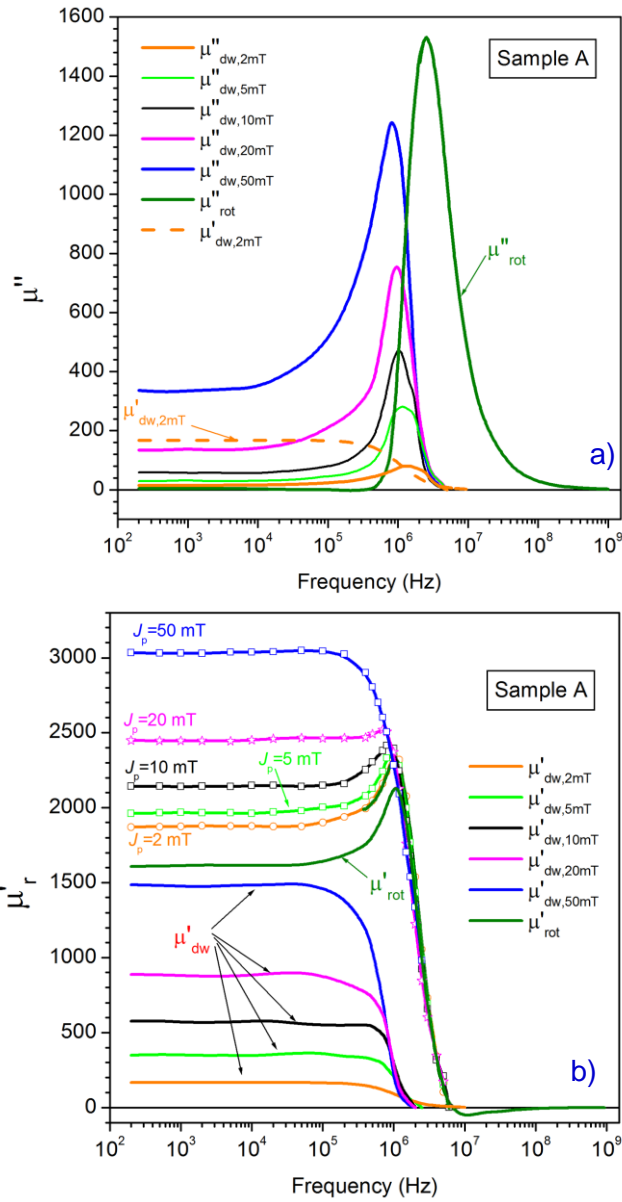 1600
1400
1200
1000
800
600
400
200
0
μ''
Sample A
μ''dw,2mT
μ''dw,5mT
μ''dw,10mT
μ''dw,20mT
μ''dw,50mT
μ''rot
μ'dw,2mT
μ''rot
μ'dw,2mT
a)
10² 10³ 10⁴ 10⁵ 10⁶ 10⁷ 10⁸ 10⁹
Frequency (Hz)
3000
2500
2000
1500
1000
500
0
μ'r
Jp=50 mT
Sample A
Jp=20 mT
Jp=10 mT
Jp=5 mT
Jp=2 mT
μ'rot
μ'dw
μ'dw,2mT
μ'dw,5mT
μ'dw,10mT
μ'dw,20mT
μ'dw,50mT
μ'rot
b)
10² 10³ 10⁴ 10⁵ 10⁶ 10⁷ 10⁸ 10⁹
Frequency (Hz)